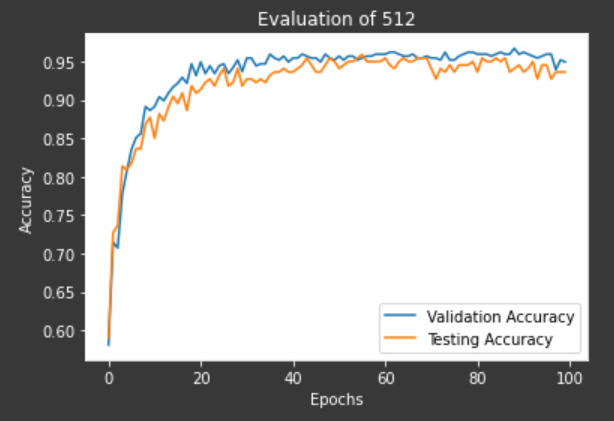 Evaluation of 512
Accuracy
0.95
0.90
0.85
0.80
0.75
0.70
0.65
0.60
Validation Accuracy
Testing Accuracy
0 20 40 60 80 100
Epochs